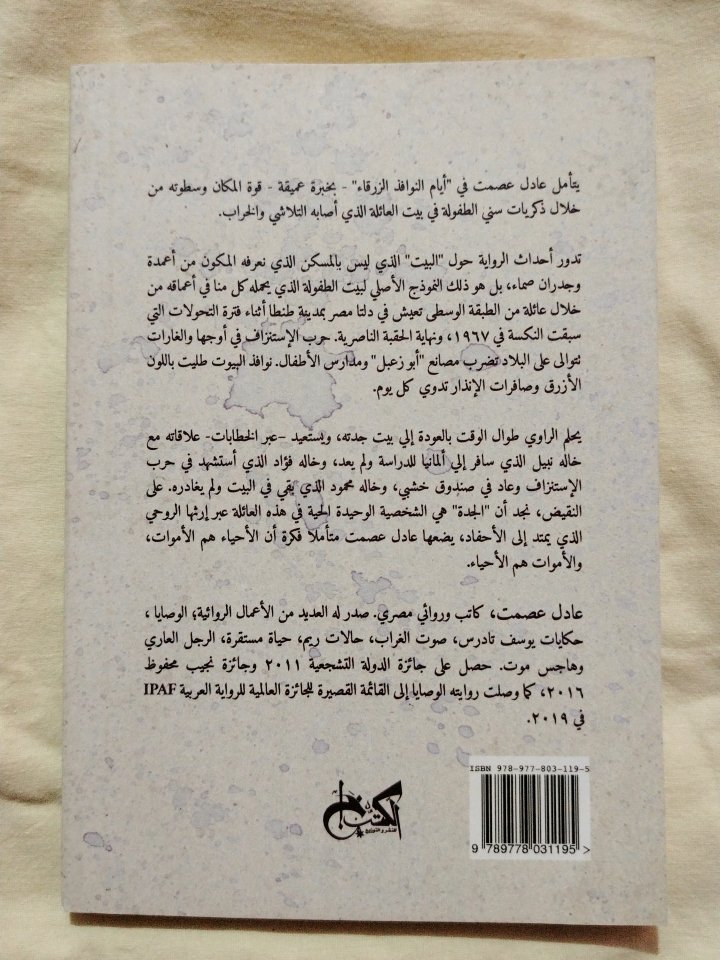 يتأمل عادل عصمت في "أيام النوافذ الزرقاء" - بخبرة عميقة - قوة المكان وسطوته من
خلال ذكريات سني الطفولة في بيت العائلة الذي أصابه التلاشي والخراب.
تدور أحداث الرواية حول "البيت" الذي ليس بالمسكن الذي نعرفه المكون من أعمدة
وجدران صماء، بل هو ذلك النموذج الأصلي لبيت الطفولة الذي يحمله كل منا في أعماقه من
خلال عائلة من الطبقة الوسطى تعيش في دلتا مصر بمدينة طنطا أثناء فترة التحولات التي
سبقت النكسة في ١٩٦٧، ونهاية الحقبة الناصرية. حرب الإستنزاف في أوجها والغارات
تتوالى على البلاد تضرب مصانع "أبو زعبل" ومدارس الأطفال. نوافذ البيوت طليت باللون
الأزرق وصافرات الإنذار تدوي كل يوم.
يحلم الراوي طوال الوقت بالعودة إلي بيت جدته، ويستعيد -عبر الخطابات- علاقاته مع
خاله نبيل الذي سافر إلي ألمانيا للدراسة ولم يعد، وخاله فؤاد الذي أستشهد في حرب
الإستنزاف وعاد في صندوق خشبي، وخاله محمود الذي بقي في البيت ولم يغادره. على
النقيض، نجد أن "الجدة" هي الشخصية الوحيدة الحية في هذه العائلة عبر إرثها الروحي
الذي يمتد إلى الأحفاد، يضعها عادل عصمت متأملا فكرة أن الأحياء هم الأموات،
والأموات هم الأحياء.
عادل عصمت، كاتب وروائي مصري. صدر له العديد من الأعمال الروائية؛ الوصايا ،
حكايات يوسف تادرس، صوت الغراب، حالات ريم، حياة مستقرة، الرجل العاري
وهاجس موت. حصل على جائزة الدولة التشجعية ٢٠١١ وجائزة نجيب محفوظ
٢٠١٦، كما وصلت روايته الوصايا إلى القائمة القصيرة للجائزة العالمية للرواية العربية IPAF
في ٢٠١٩.
ISBN 978-977-803-119-5
9 789778 031195 >
الكتب خان
للنشر والتوزيع